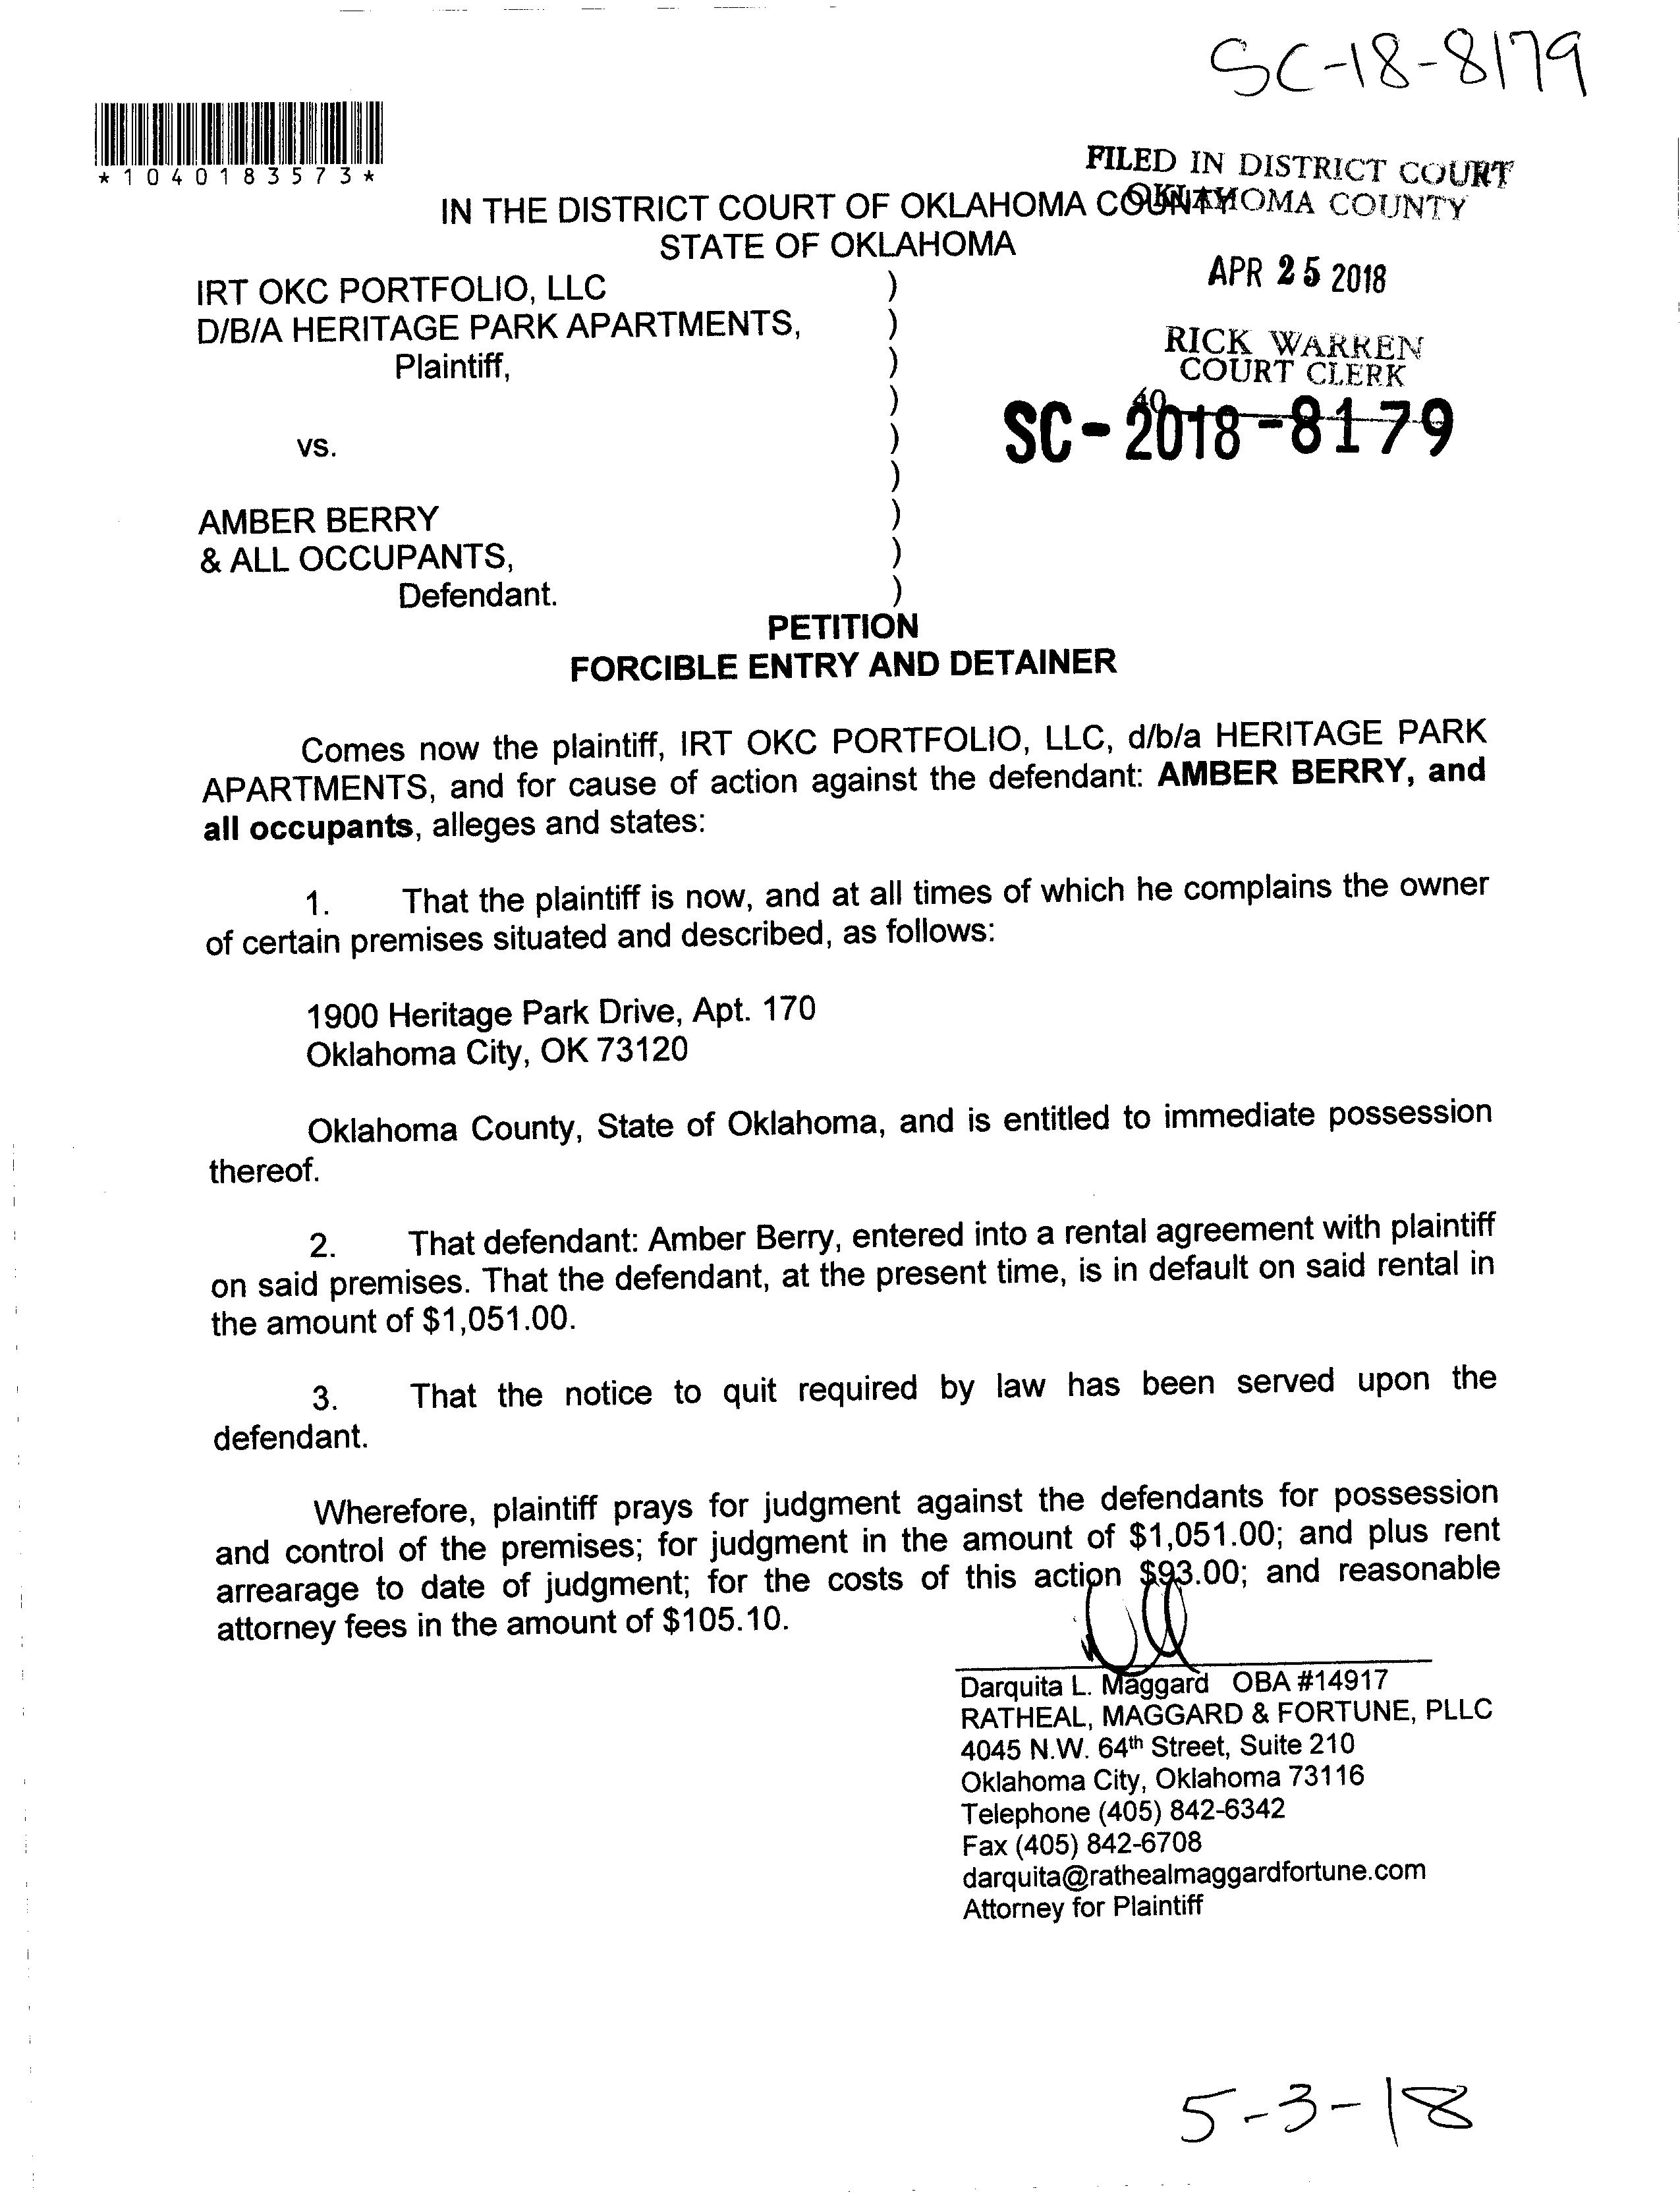 SC-18-8179
*1040183573*
FILED IN DISTRICT COURT
OKLAHOMA COUNTY
IN THE DISTRICT COURT OF OKLAHOMA COUNTY
STATE OF OKLAHOMA
APR 25 2018
IRT OKC PORTFOLIO, LLC )
D/B/A HERITAGE PARK APARTMENTS, )
Plaintiff, )
RICK WARREN
COURT CLERK
)
40
SC-2018-8179
vs. )
)
AMBER BERRY )
& ALL OCCUPANTS, )
Defendant. )
PETITION
FORCIBLE ENTRY AND DETAINER
Comes now the plaintiff, IRT OKC PORTFOLIO, LLC, d/b/a HERITAGE PARK
APARTMENTS, and for cause of action against the defendant: AMBER BERRY, and
all occupants, alleges and states:
1. That the plaintiff is now, and at all times of which he complains the owner
of certain premises situated and described, as follows:
1900 Heritage Park Drive, Apt. 170
Oklahoma City, OK 73120
Oklahoma County, State of Oklahoma, and is entitled to immediate possession
thereof.
2. That defendant: Amber Berry, entered into a rental agreement with plaintiff
on said premises. That the defendant, at the present time, is in default on said rental in
the amount of $1,051.00.
3. That the notice to quit required by law has been served upon the
defendant.
Wherefore, plaintiff prays for judgment against the defendants for possession
and control of the premises; for judgment in the amount of $1,051.00; and plus rent
arrearage to date of judgment; for the costs of this action $93.00; and reasonable
attorney fees in the amount of $105.10.
Darquita L. Maggard OBA #14917
RATHEAL, MAGGARD & FORTUNE, PLLC
4045 N.W. 64th Street, Suite 210
Oklahoma City, Oklahoma 73116
Telephone (405) 842-6342
Fax (405) 842-6708
darquita@rathealmaggardfortune.com
Attorney for Plaintiff
5-3-18